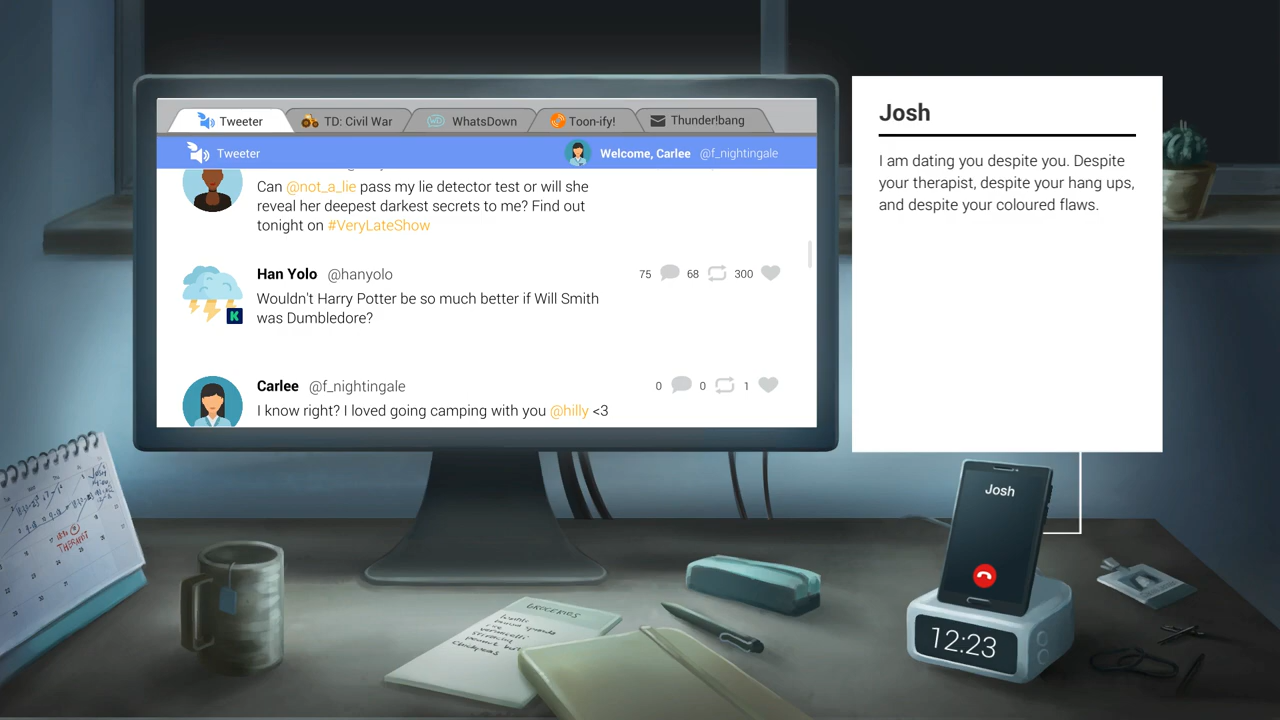 Tweeter
TD: Civil War
WhatsDown
Toon-ify!
Thunder!bang
Tweeter
Welcome, Carlee @f_nightingale
Can @not_a_lie pass my lie detector test or will she
reveal her deepest darkest secrets to me? Find out
tonight on #VeryLateShow
Han Yolo @hanyolo
75 68 300
Wouldn't Harry Potter be so much better if Will Smith
was Dumbledore?
Carlee @f_nightingale
0 0 1
I know right? I loved going camping with you @hilly <3
Josh
I am dating you despite you. Despite
your therapist, despite your hang ups,
and despite your coloured flaws.
Josh
12:23
THERAPIST
GROCERIES
vermicelli
Chickpeas